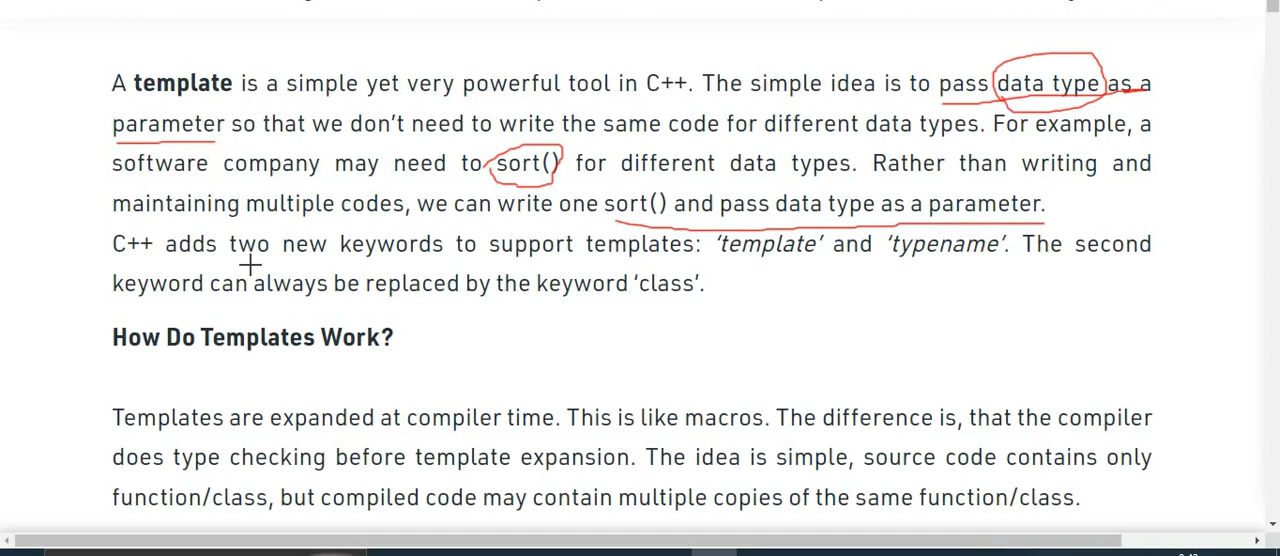 A template is a simple yet very powerful tool in C++. The simple idea is to pass data type as a
parameter so that we don't need to write the same code for different data types. For example, a
software company may need to sort() for different data types. Rather than writing and
maintaining multiple codes, we can write one sort() and pass data type as a parameter.
C++ adds two new keywords to support templates: 'template' and 'typename'. The second
keyword can always be replaced by the keyword 'class'.
How Do Templates Work?
Templates are expanded at compiler time. This is like macros. The difference is, that the compiler
does type checking before template expansion. The idea is simple, source code contains only
function/class, but compiled code may contain multiple copies of the same function/class.